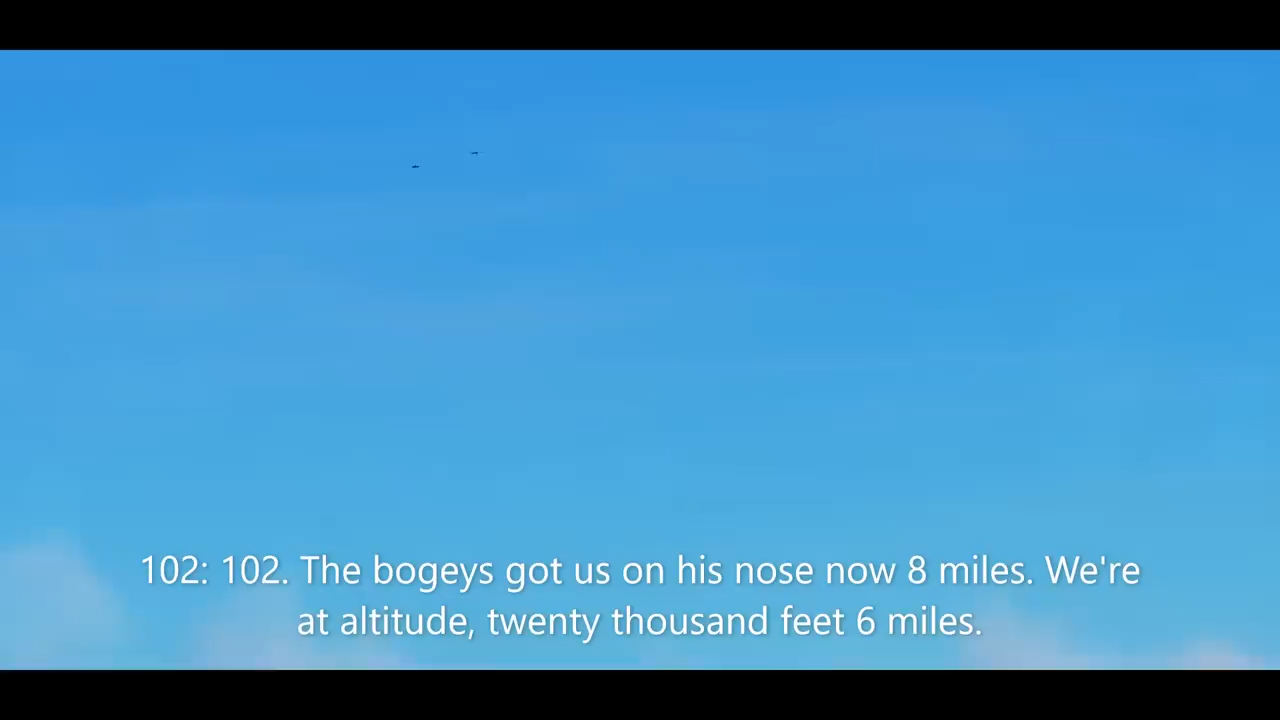 102: 102. The bogeys got us on his nose now 8 miles. We're
at altitude, twenty thousand feet 6 miles.